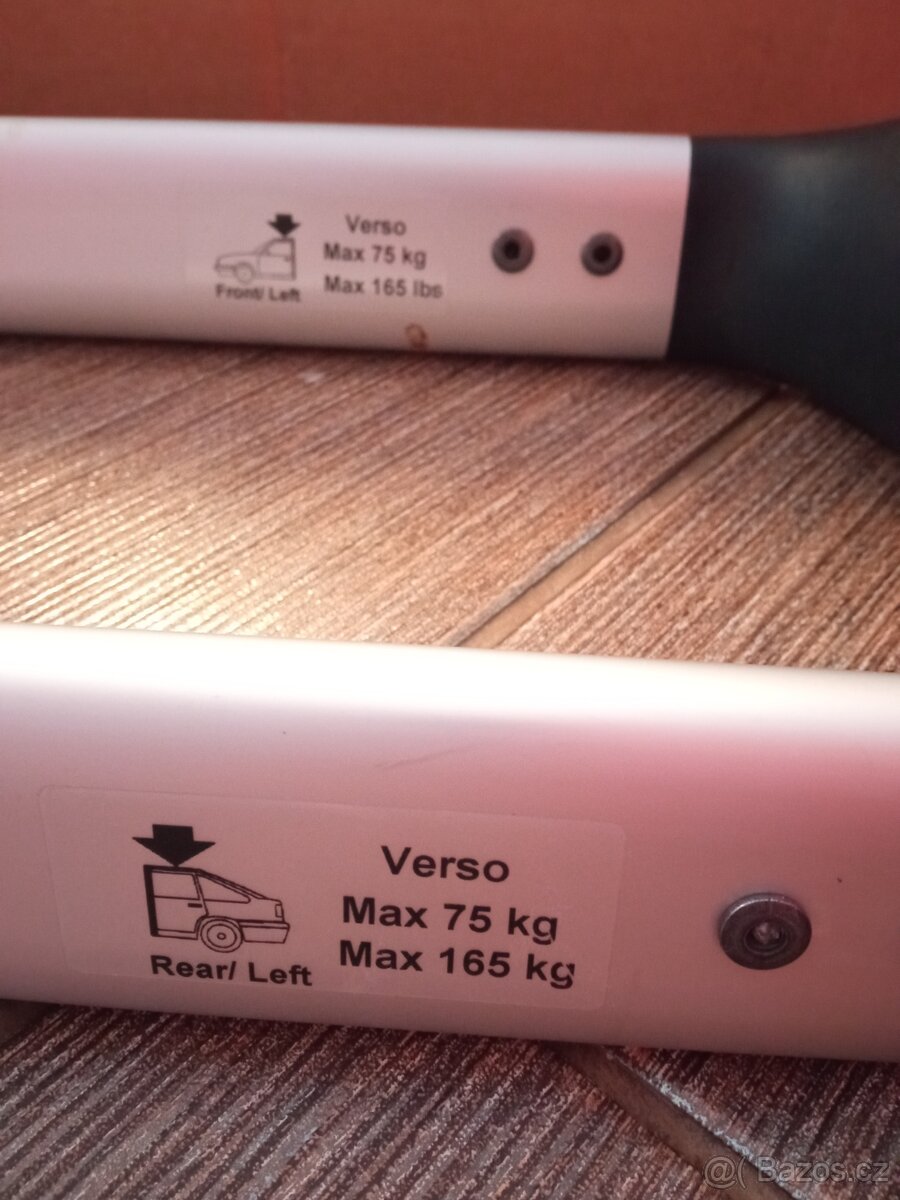 Verso
Max 75 kg
Max 165 lbs
Front/ Left
Verso
Max 75 kg
Max 165 kg
Rear/ Left
@( Bazos.cz